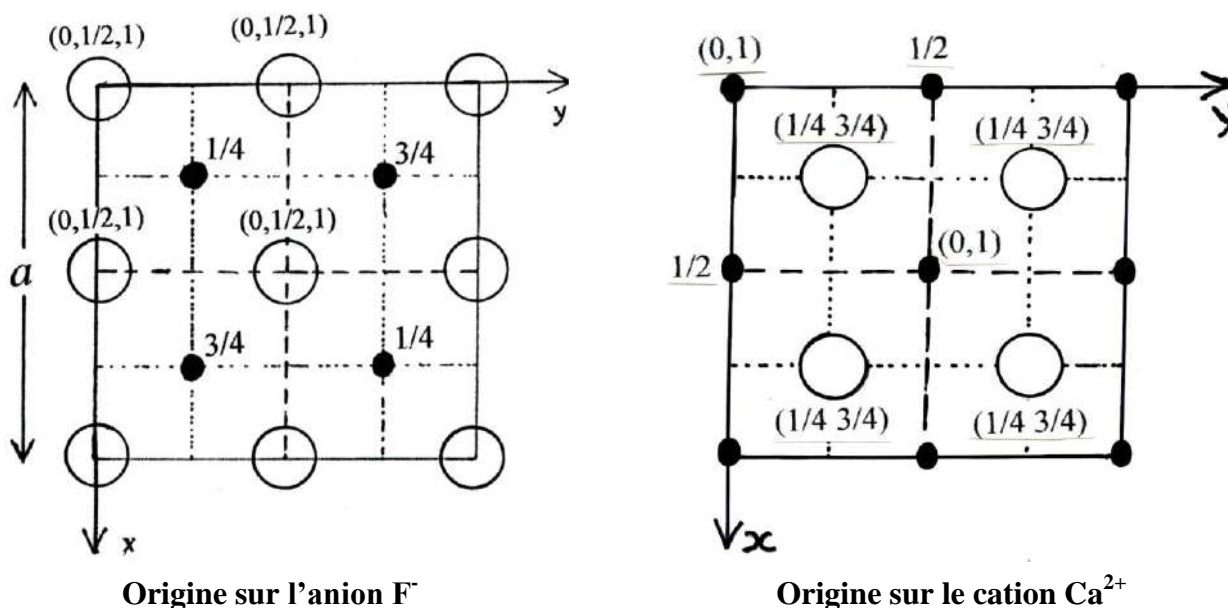 (0,1/2,1) (0,1/2,1)
y
1/4 3/4
(0,1/2,1) (0,1/2,1)
a
3/4 1/4
x
Origine sur l'anion F⁻
(0,1) 1/2
y
(1/4 3/4) (1/4 3/4)
1/2 (0,1)
(1/4 3/4) (1/4 3/4)
x
Origine sur le cation Ca²⁺